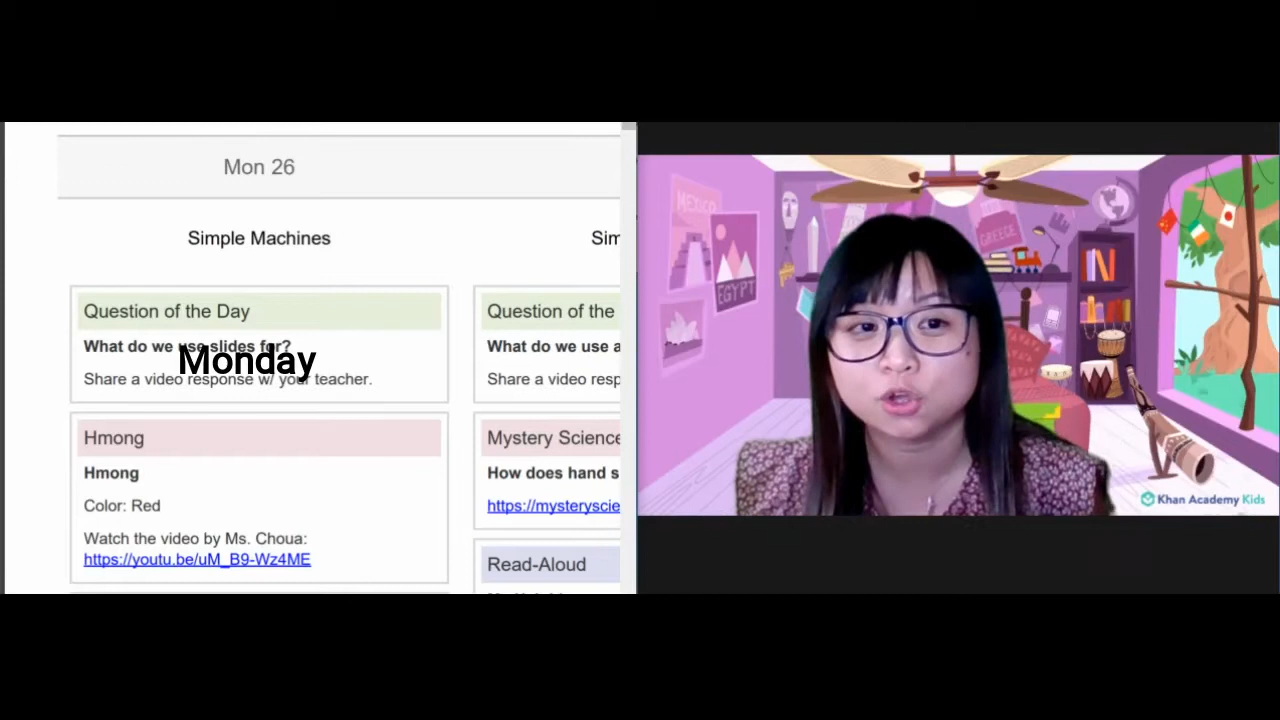 Mon 26
Simple Machines
Question of the Day
What do we use slides for?
Share a video response w/ your teacher.
Monday
Hmong
Hmong
Color: Red
Watch the video by Ms. Choua:
https://youtu.be/uM_B9-Wz4ME
Sim
Question of the
What do we use a
Share a video resp
Mystery Science
How does hand s
https://mysteryscie
Read-Aloud
MEXICO
EGYPT
GREECE
Khan Academy Kids